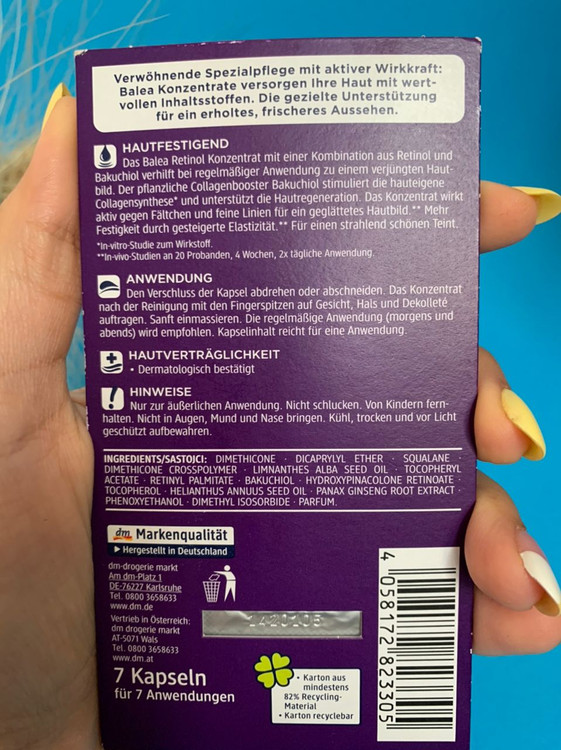 Verwöhnende Spezialpflege mit aktiver Wirkkraft:
Balea Konzentrate versorgen Ihre Haut mit wert-
vollen Inhaltsstoffen. Die gezielte Unterstützung
für ein erholtes, frischeres Aussehen.
HAUTFESTIGEND
Das Balea Retinol Konzentrat mit einer Kombination aus Retinol und
Bakuchiol verhilft bei regelmäßiger Anwendung zu einem verjüngten Haut-
bild. Der pflanzliche Collagenbooster Bakuchiol stimuliert die hauteigene
Collagensynthese* und unterstützt die Hautregeneration. Das Konzentrat wirkt
aktiv gegen Fältchen und feine Linien für ein geglättetes Hautbild.** Mehr
Festigkeit durch gesteigerte Elastizität.** Für einen strahlend schönen Teint.
*In-vitro-Studie zum Wirkstoff.
**In-vivo-Studien an 20 Probanden, 4 Wochen, 2x tägliche Anwendung.
ANWENDUNG
Den Verschluss der Kapsel abdrehen oder abschneiden. Das Konzentrat
nach der Reinigung mit den Fingerspitzen auf Gesicht, Hals und Dekolleté
auftragen. Sanft einmassieren. Die regelmäßige Anwendung (morgens und
abends) wird empfohlen. Kapselinhalt reicht für eine Anwendung.
HAUTVERTRÄGLICHKEIT
• Dermatologisch bestätigt
HINWEISE
Nur zur äußerlichen Anwendung. Nicht schlucken. Von Kindern fern-
halten. Nicht in Augen, Mund und Nase bringen. Kühl, trocken und vor Licht
geschützt aufbewahren.
INGREDIENTS/SASTOJCI: DIMETHICONE · DICAPRYLYL ETHER · SQUALANE ·
DIMETHICONE CROSSPOLYMER · LIMNANTHES ALBA SEED OIL · TOCOPHERYL
ACETATE · RETINYL PALMITATE · BAKUCHIOL · HYDROXYPINACOLONE RETINOATE ·
TOCOPHEROL · HELIANTHUS ANNUUS SEED OIL · PANAX GINSENG ROOT EXTRACT ·
PHENOXYETHANOL · DIMETHYL ISOSORBIDE · PARFUM.
dm Markenqualität
Hergestellt in Deutschland
dm-drogerie markt
Am dm-Platz 1
DE-76227 Karlsruhe
Tel. 0800 3658633
www.dm.de
Vertrieb in Österreich:
dm drogerie markt
AT-5071 Wals
Tel. 0800 3658633
www.dm.at
7 Kapseln
für 7 Anwendungen
1420105
• Karton aus
mindestens
82% Recycling-
Material
• Karton recyclebar
4 058172 823305